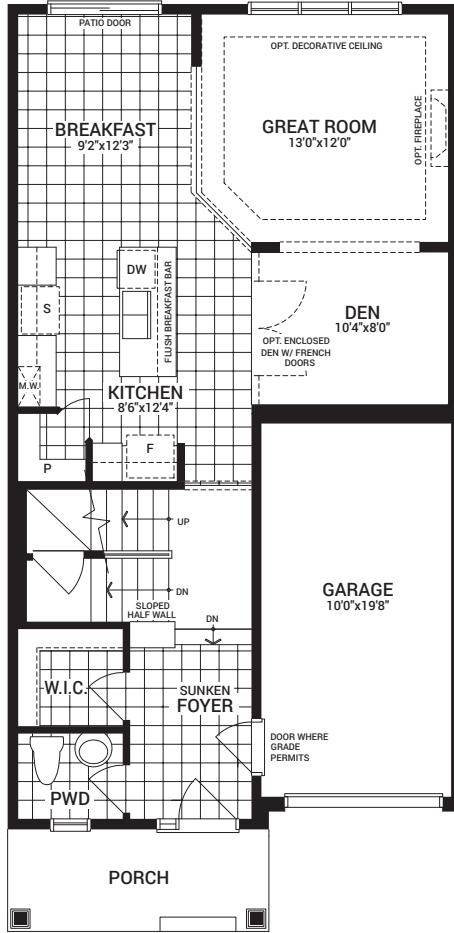 PATIO DOOR
OPT. DECORATIVE CEILING
BREAKFAST
9'2"x12'3"
GREAT ROOM
13'0"x12'0"
OPT. FIREPLACE
DW
FLUSH BREAKFAST BAR
S
DEN
10'4"x8'0"
OPT. ENCLOSED
DEN W/ FRENCH
DOORS
M.W.
KITCHEN
8'6"x12'4"
F
P
UP
DN
SLOPED
HALF WALL
DN
GARAGE
10'0"x19'8"
W.I.C.
SUNKEN
FOYER
DOOR WHERE
GRADE
PERMITS
PWD
PORCH